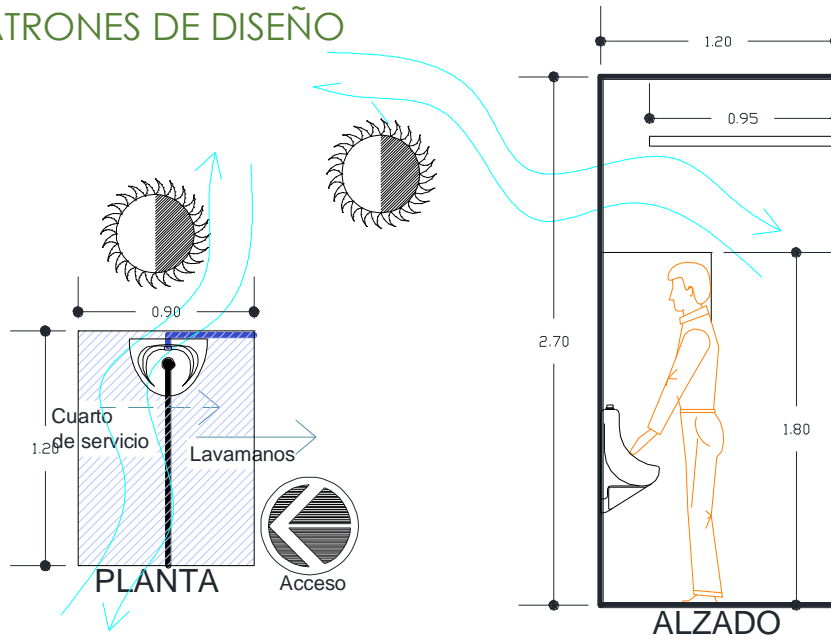 ATRONES DE DISEÑO
1.20
0.95
0.90
2.70
Cuarto
de servicio
1.20
Lavamanos
1.80
Acceso
PLANTA
ALZADO